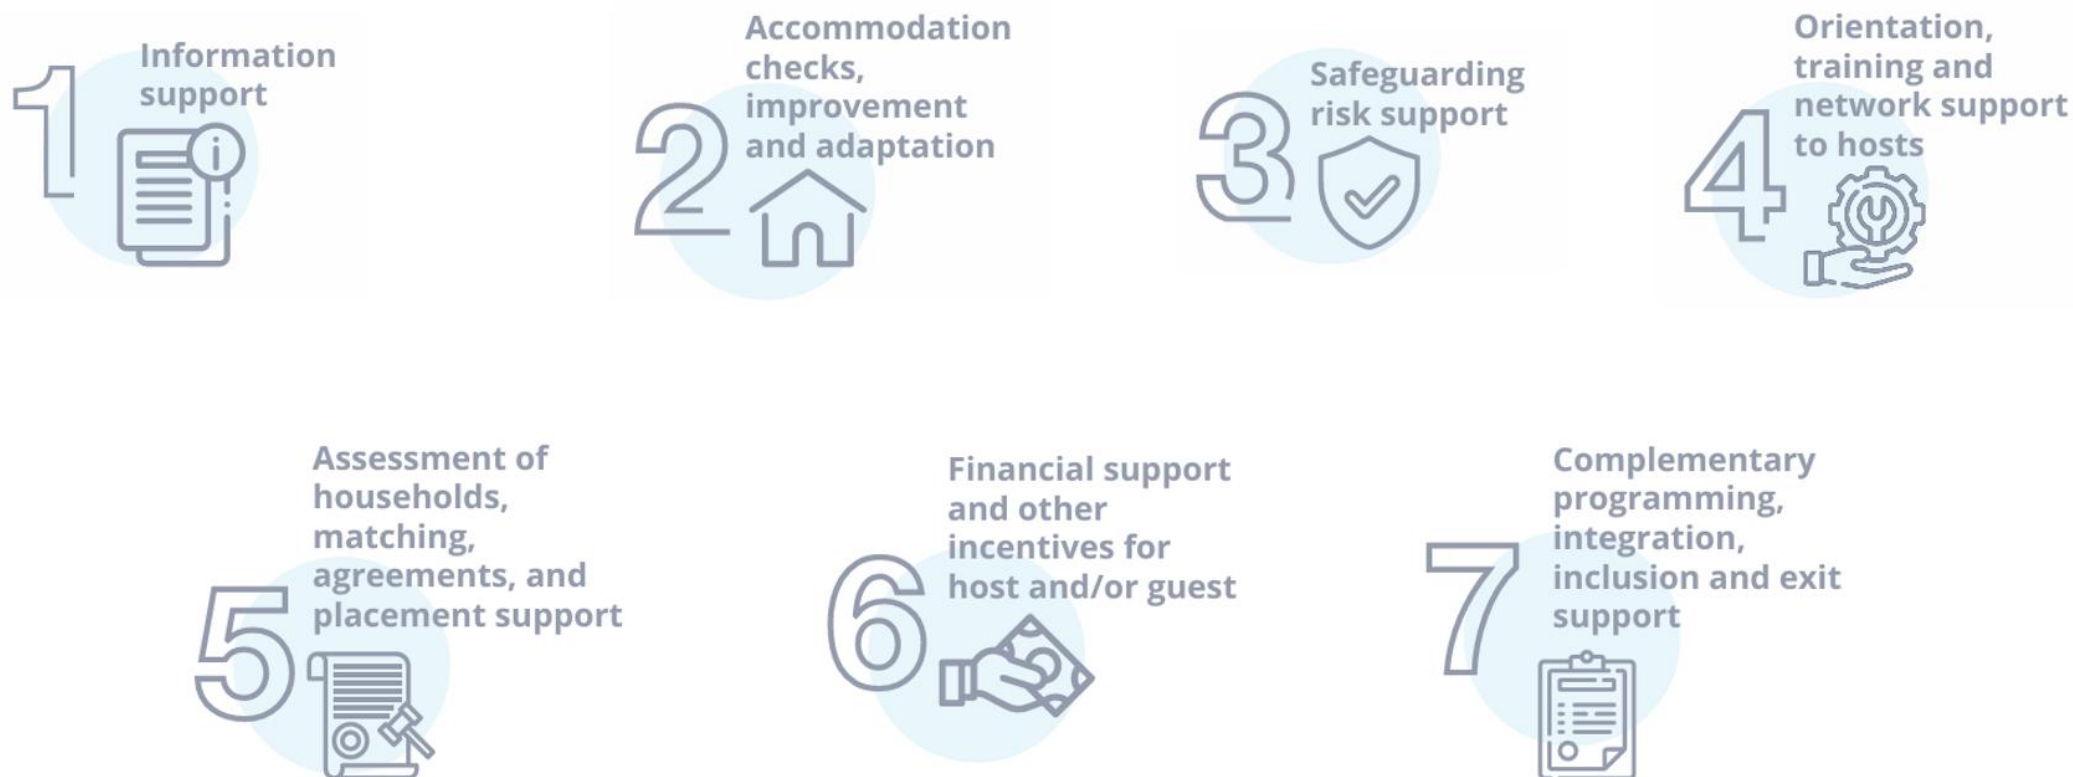 1
Information
support
2
Accommodation
checks,
improvement
and adaptation
3
Safeguarding
risk support
4
Orientation,
training and
network support
to hosts
5
Assessment of
households,
matching,
agreements, and
placement support
6
Financial support
and other
incentives for
host and/or guest
7
Complementary
programming,
integration,
inclusion and exit
support